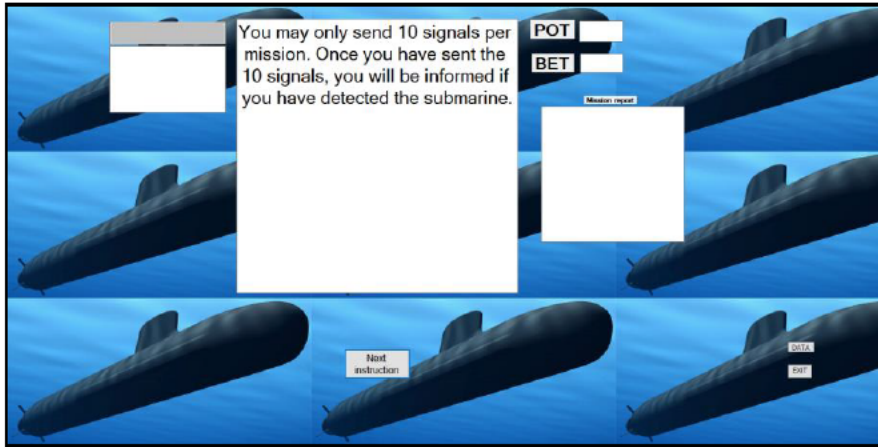 You may only send 10 signals per
mission. Once you have sent the
10 signals, you will be informed if
you have detected the submarine.
POT
BET
Mission report
Next
instruction
DATA
EXIT